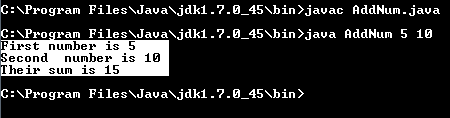 C:\Program Files\Java\jdk1.7.0_45\bin>javac AddNum.java
C:\Program Files\Java\jdk1.7.0_45\bin>java AddNum 5 10
First number is 5
Second  number is 10
Their sum is 15
C:\Program Files\Java\jdk1.7.0_45\bin>